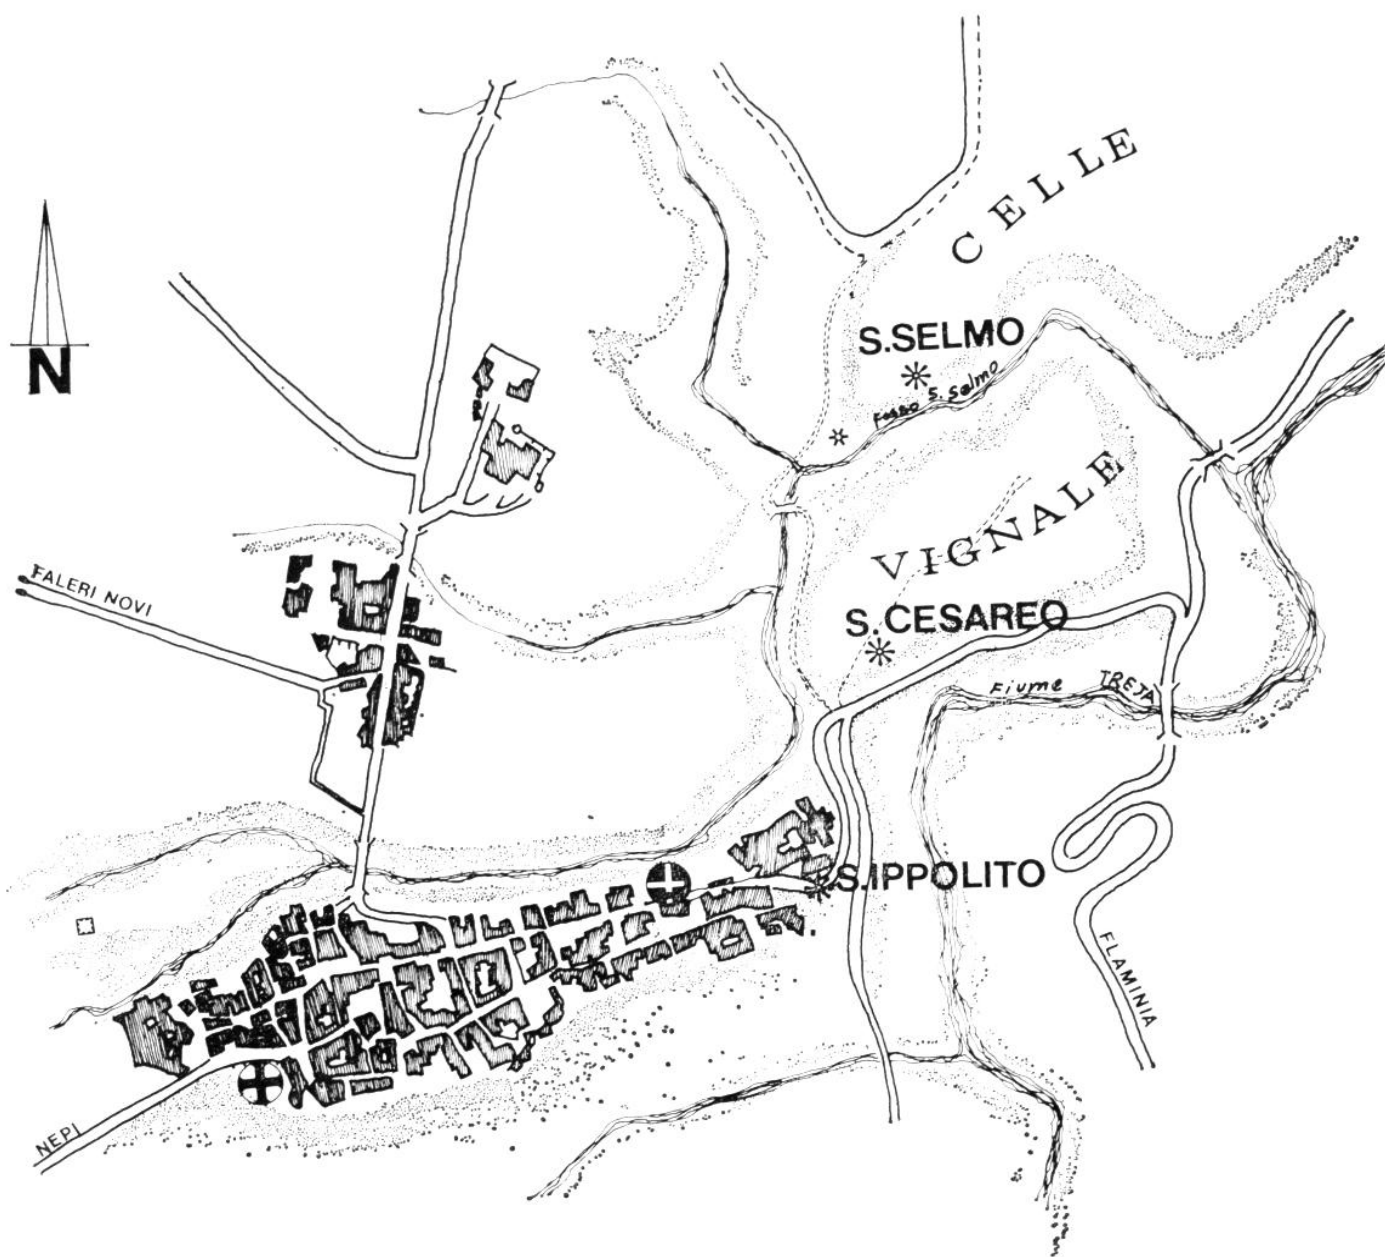 CELLE
S.SELMO
Fosso S. Selmo
N
VIGNALE
FALERI NOVI
S. CESAREO
Fiume TREJA
S.IPPOLITO
FLAMINIA
NEPI